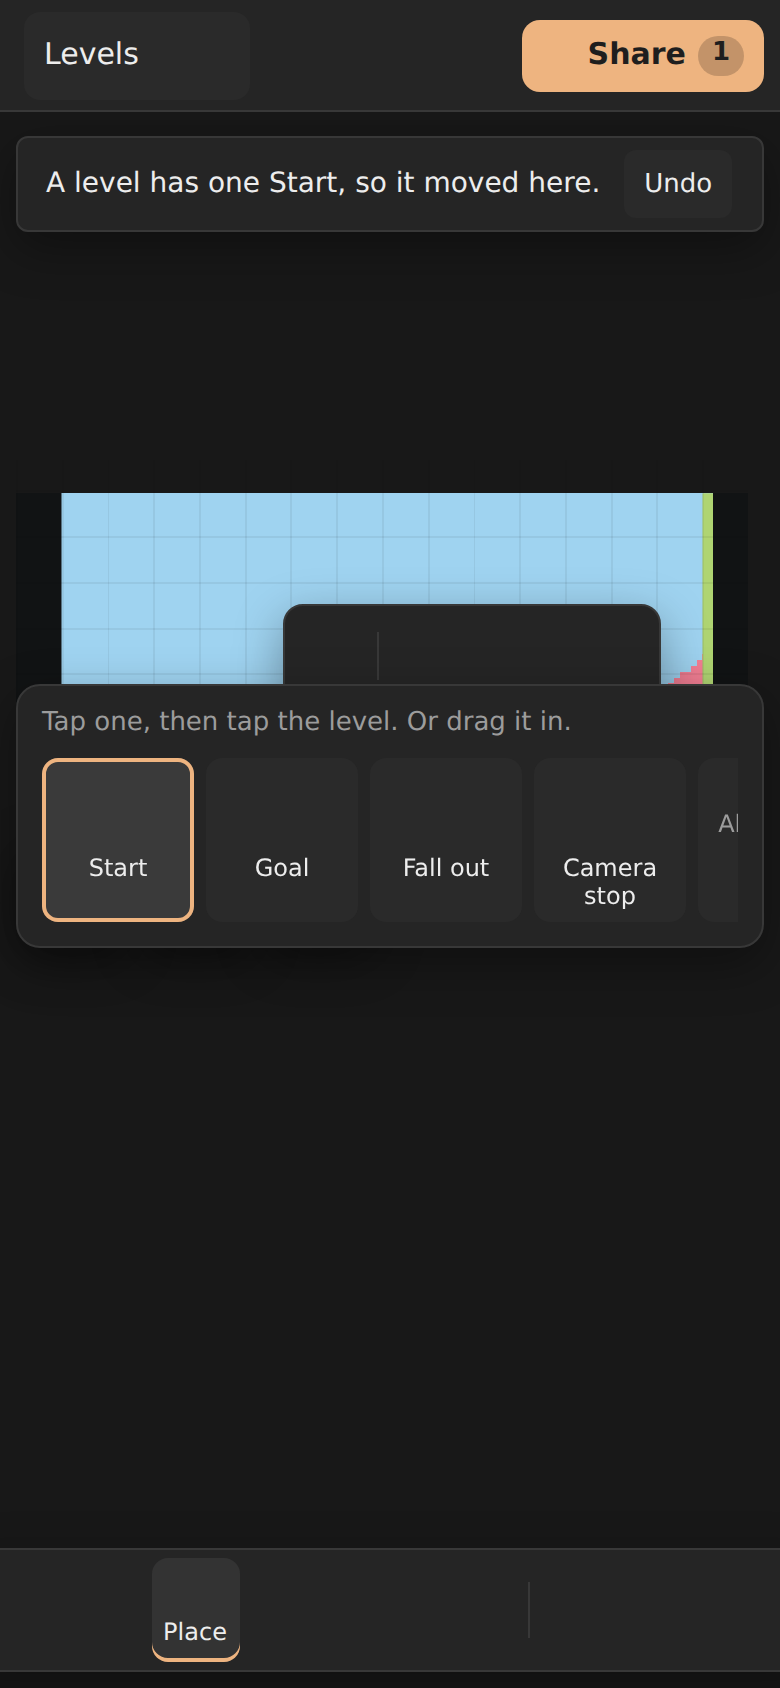 Levels
Share 1
A level has one Start, so it moved here. Undo
Tap one, then tap the level. Or drag it in.
Start
Goal
Fall out
Camera
stop
Place